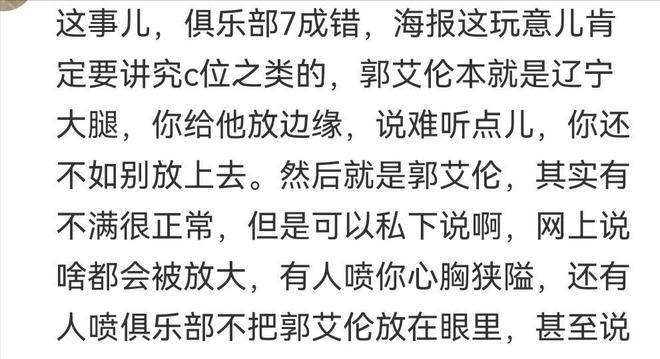 这事儿，俱乐部7成错，海报这玩意儿肯
定要讲究c位之类的，郭艾伦本就是辽宁
大腿，你给他放边缘，说难听点儿，你还
不如别放上去。然后就是郭艾伦，其实有
不满很正常，但是可以私下说啊，网上说
啥都会被放大，有人喷你心胸狭隘，还有
人喷俱乐部不把郭艾伦放在眼里，甚至说